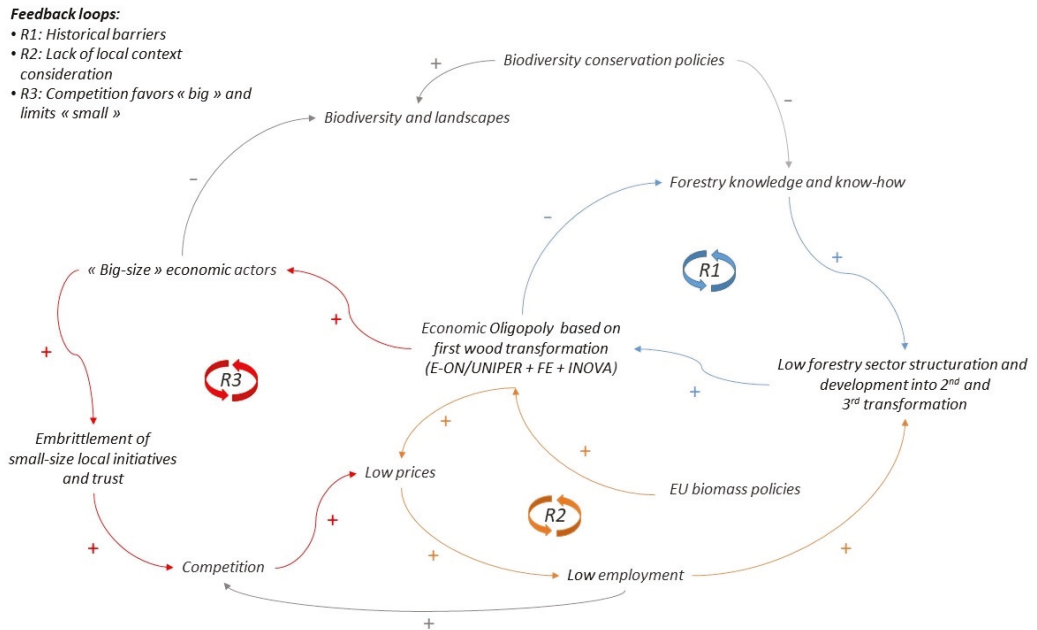 Feedback loops:
• R1: Historical barriers
• R2: Lack of local context
consideration
• R3: Competition favors « big » and
limits « small »
Biodiversity conservation policies
+
−
Biodiversity and landscapes
−
Forestry knowledge and know-how
−
+
R1
« Big-size » economic actors
+
+
Economic Oligopoly based on
first wood transformation
(E-ON/UNIPER + FE + INOVA)
R3
Low forestry sector structuration and
development into 2nd and
3rd transformation
+
+
+
Embrittlement of
small-size local initiatives
and trust
Low prices
EU biomass policies
R2
+
+
+
+
Competition
Low employment
+